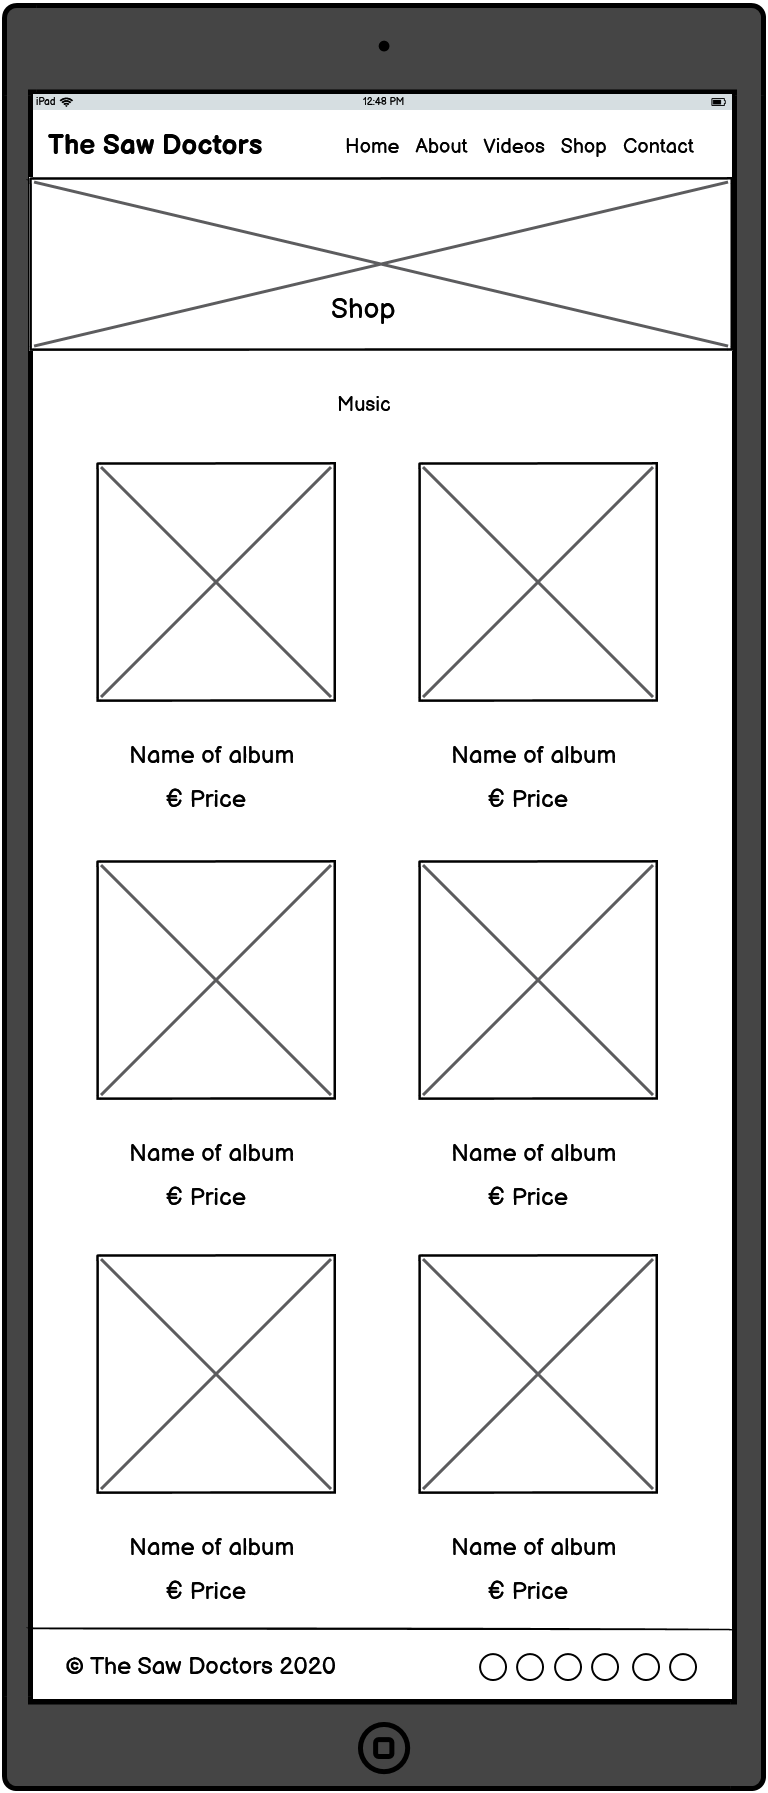 iPad 12:48 PM
The Saw Doctors Home About Videos Shop Contact
Shop
Music
Name of album Name of album
€ Price € Price
Name of album Name of album
€ Price € Price
Name of album Name of album
€ Price € Price
© The Saw Doctors 2020